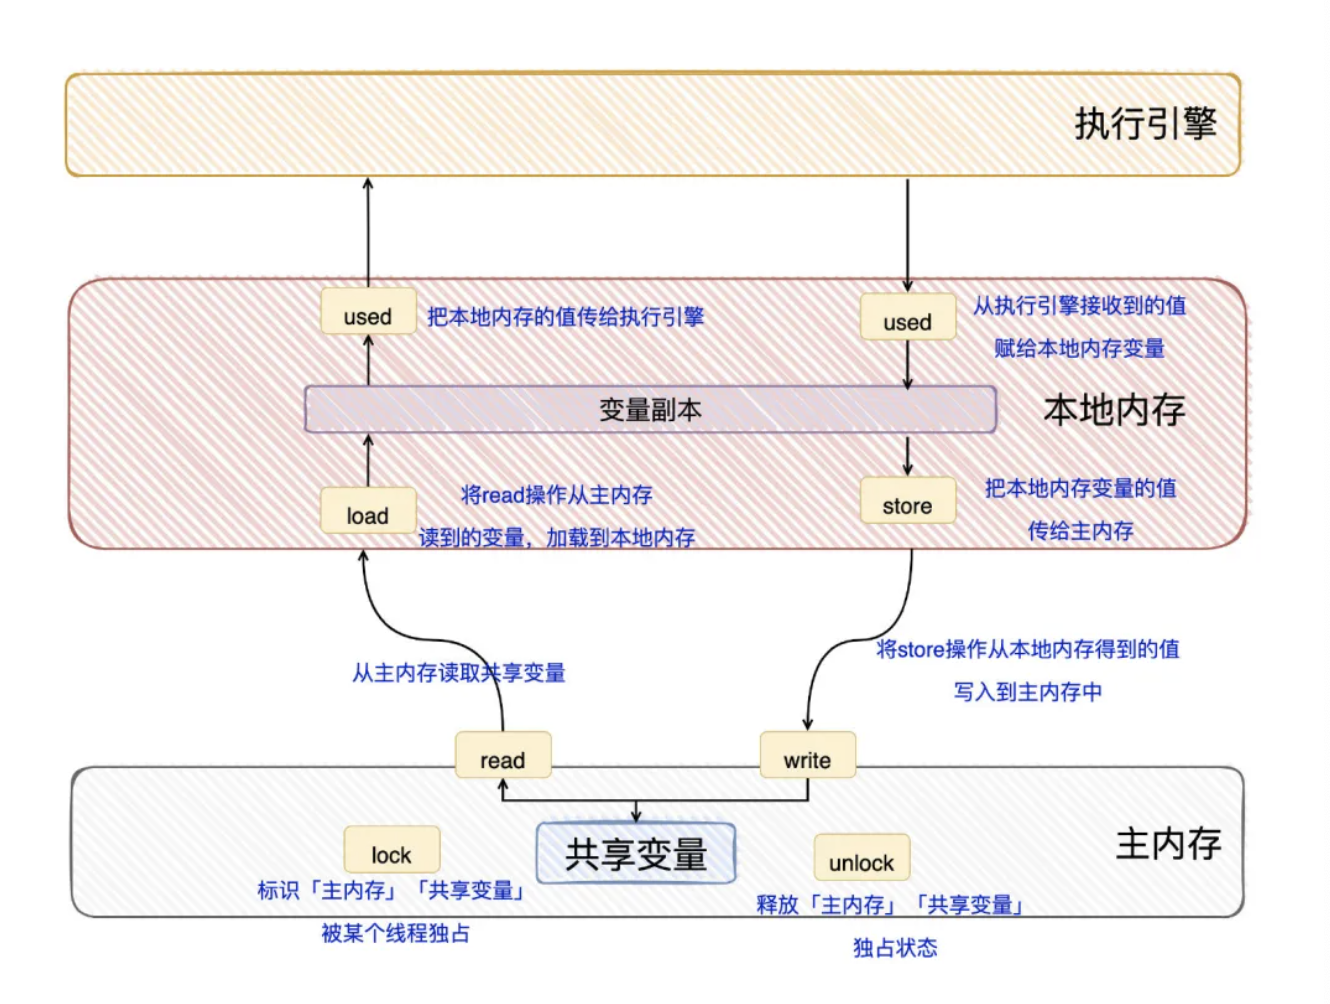 执行引擎
used
把本地内存的值传给执行引擎
used
从执行引擎接收到的值
赋给本地内存变量
变量副本
本地内存
load
将read操作从主内存
读到的变量，加载到本地内存
store
把本地内存变量的值
传给主内存
从主内存读取共享变量
将store操作从本地内存得到的值
写入到主内存中
read
write
lock
标识「主内存」「共享变量」
被某个线程独占
共享变量
unlock
释放「主内存」「共享变量」
独占状态
主内存